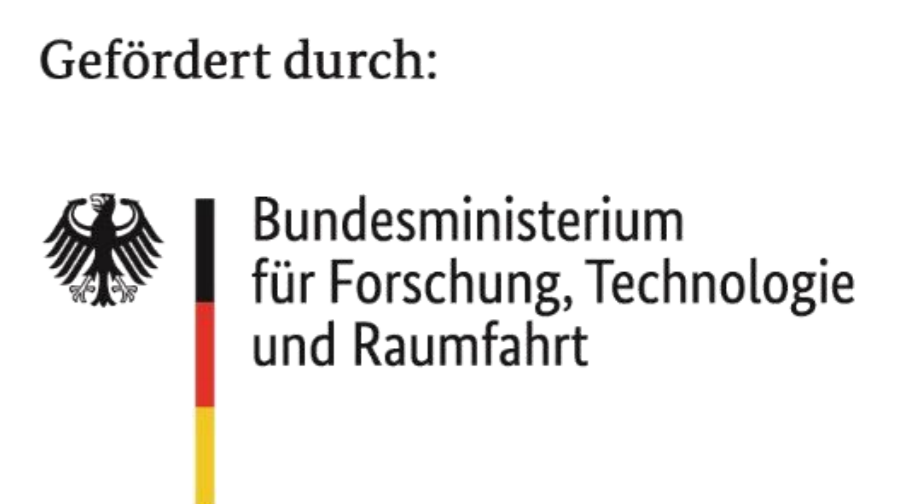 Gefördert durch:
Bundesministerium
für Forschung, Technologie
und Raumfahrt